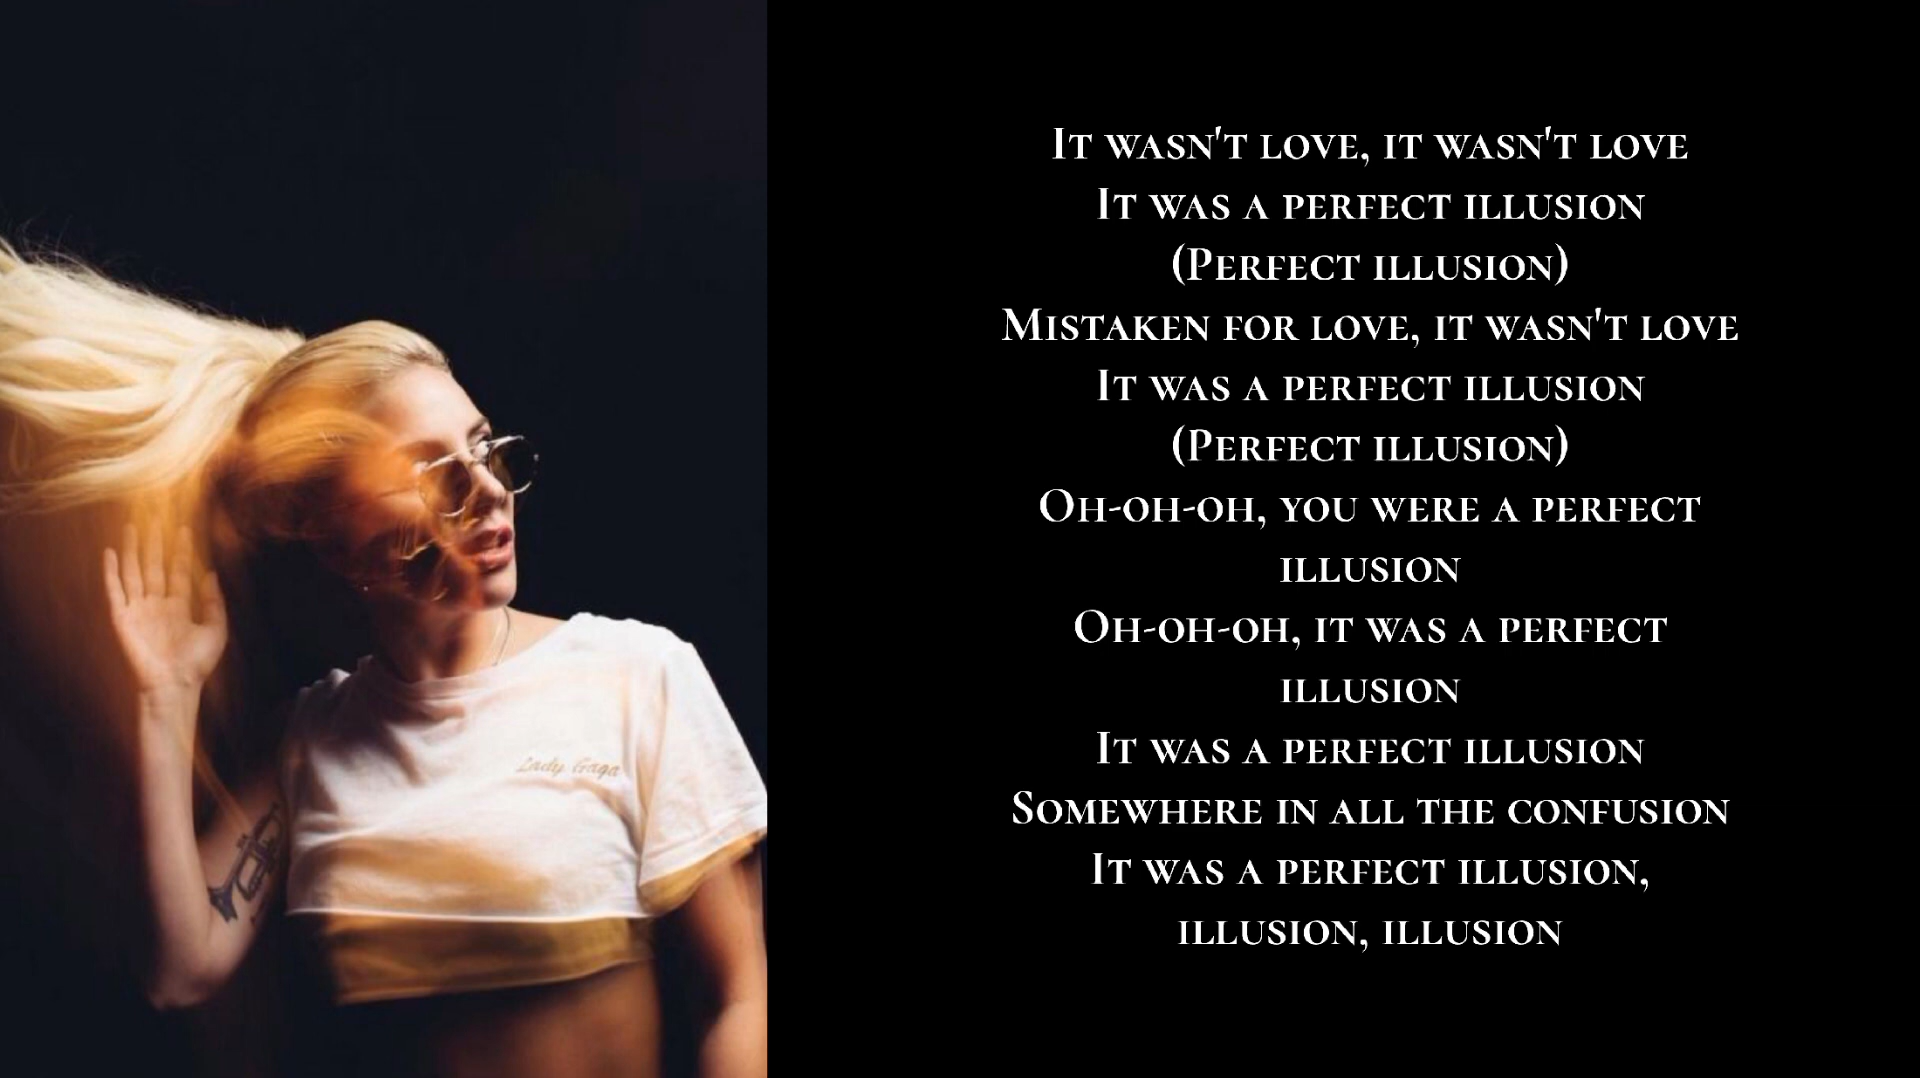 Lady Gaga
It wasn't love, it wasn't love
It was a perfect illusion
(Perfect illusion)
Mistaken for love, it wasn't love
It was a perfect illusion
(Perfect illusion)
Oh-oh-oh, you were a perfect
illusion
Oh-oh-oh, it was a perfect
illusion
It was a perfect illusion
Somewhere in all the confusion
It was a perfect illusion,
illusion, illusion